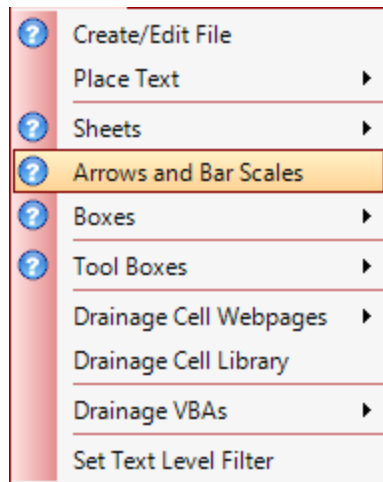 Create/Edit File
Place Text
Sheets
Arrows and Bar Scales
Boxes
Tool Boxes
Drainage Cell Webpages
Drainage Cell Library
Drainage VBAs
Set Text Level Filter